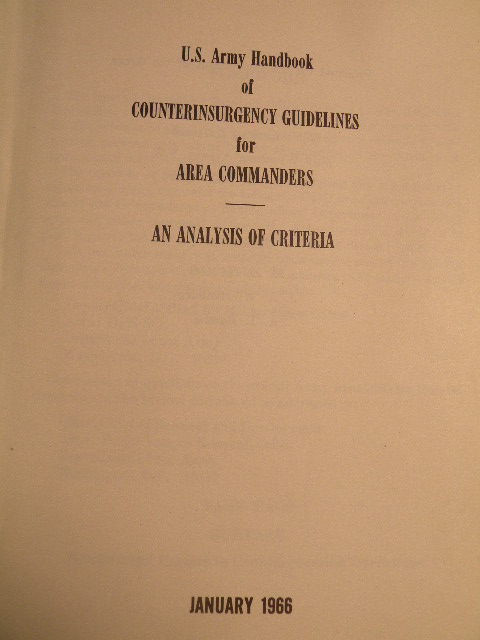 U.S. Army Handbook
of
COUNTERINSURGENCY GUIDELINES
for
AREA COMMANDERS
AN ANALYSIS OF CRITERIA
JANUARY 1966